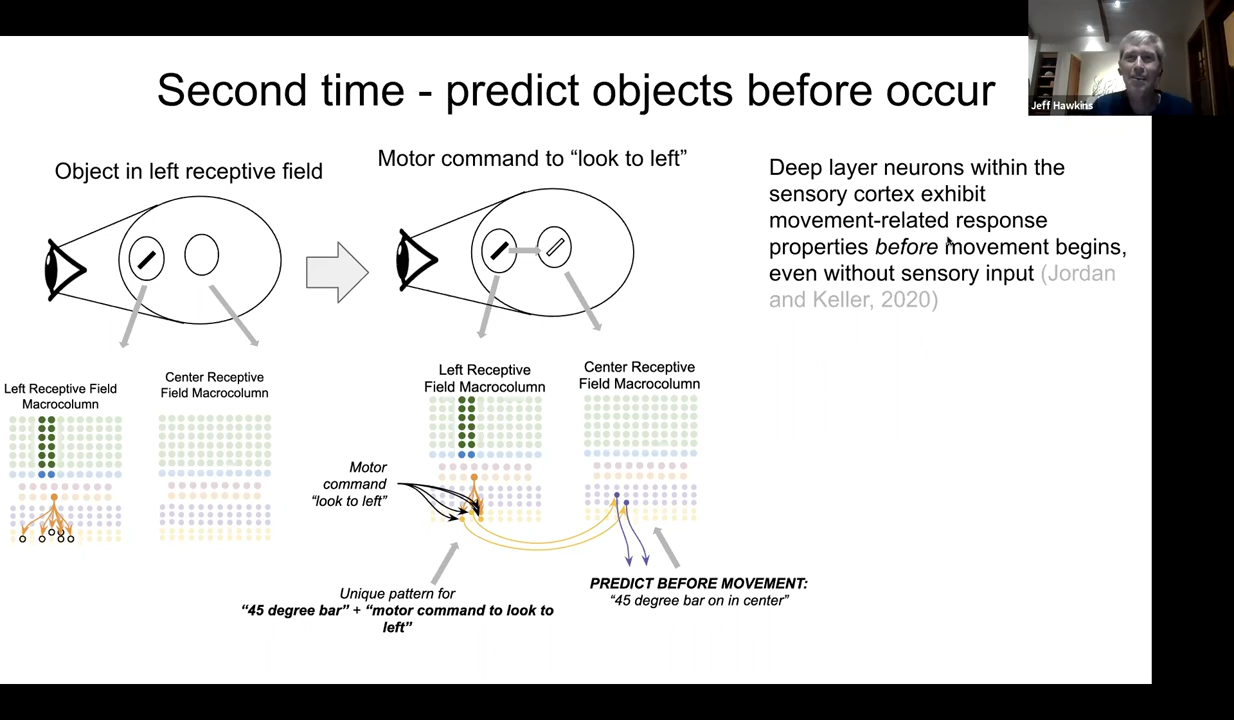 Second time - predict objects before occur
Jeff Hawkins
Object in left receptive field
Motor command to “look to left”
Deep layer neurons within the
sensory cortex exhibit
movement-related response
properties before movement begins,
even without sensory input (Jordan
and Keller, 2020)
Left Receptive Field
Macrocolumn
Center Receptive
Field Macrocolumn
Left Receptive
Field Macrocolumn
Center Receptive
Field Macrocolumn
Motor
command
“look to left”
Unique pattern for
“45 degree bar” + “motor command to look to
left”
PREDICT BEFORE MOVEMENT:
“45 degree bar on in center”